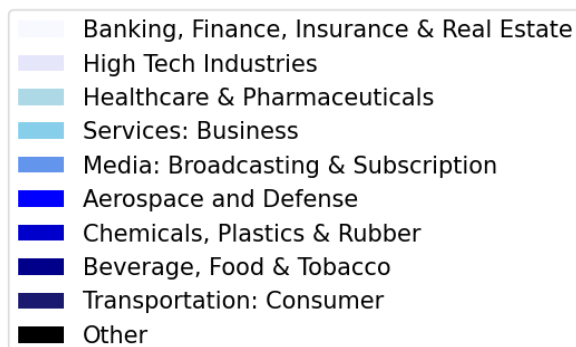 Banking, Finance, Insurance & Real Estate
High Tech Industries
Healthcare & Pharmaceuticals
Services: Business
Media: Broadcasting & Subscription
Aerospace and Defense
Chemicals, Plastics & Rubber
Beverage, Food & Tobacco
Transportation: Consumer
Other